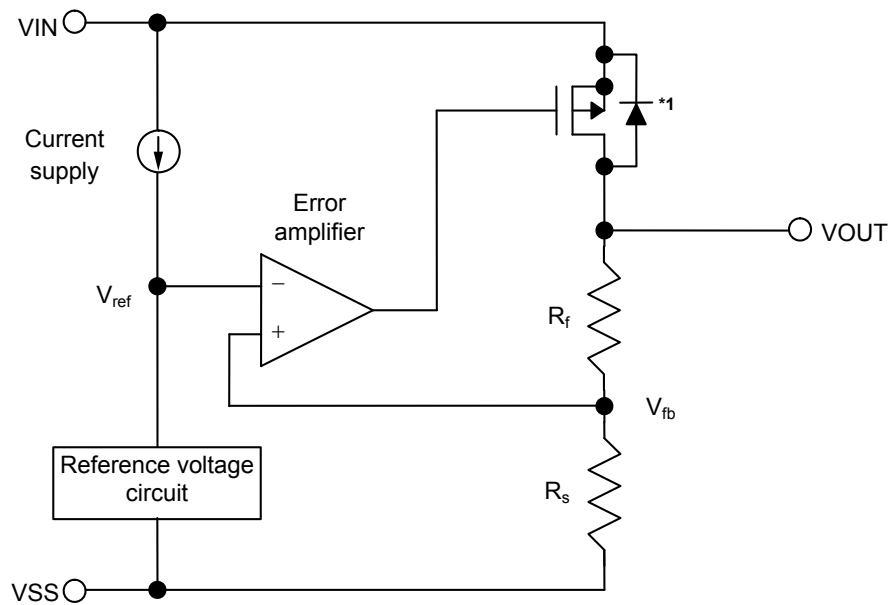 VIN
*1
Current
supply
Error
amplifier
VOUT
Vref
−
+
Rf
Vfb
Reference voltage
circuit
Rs
VSS